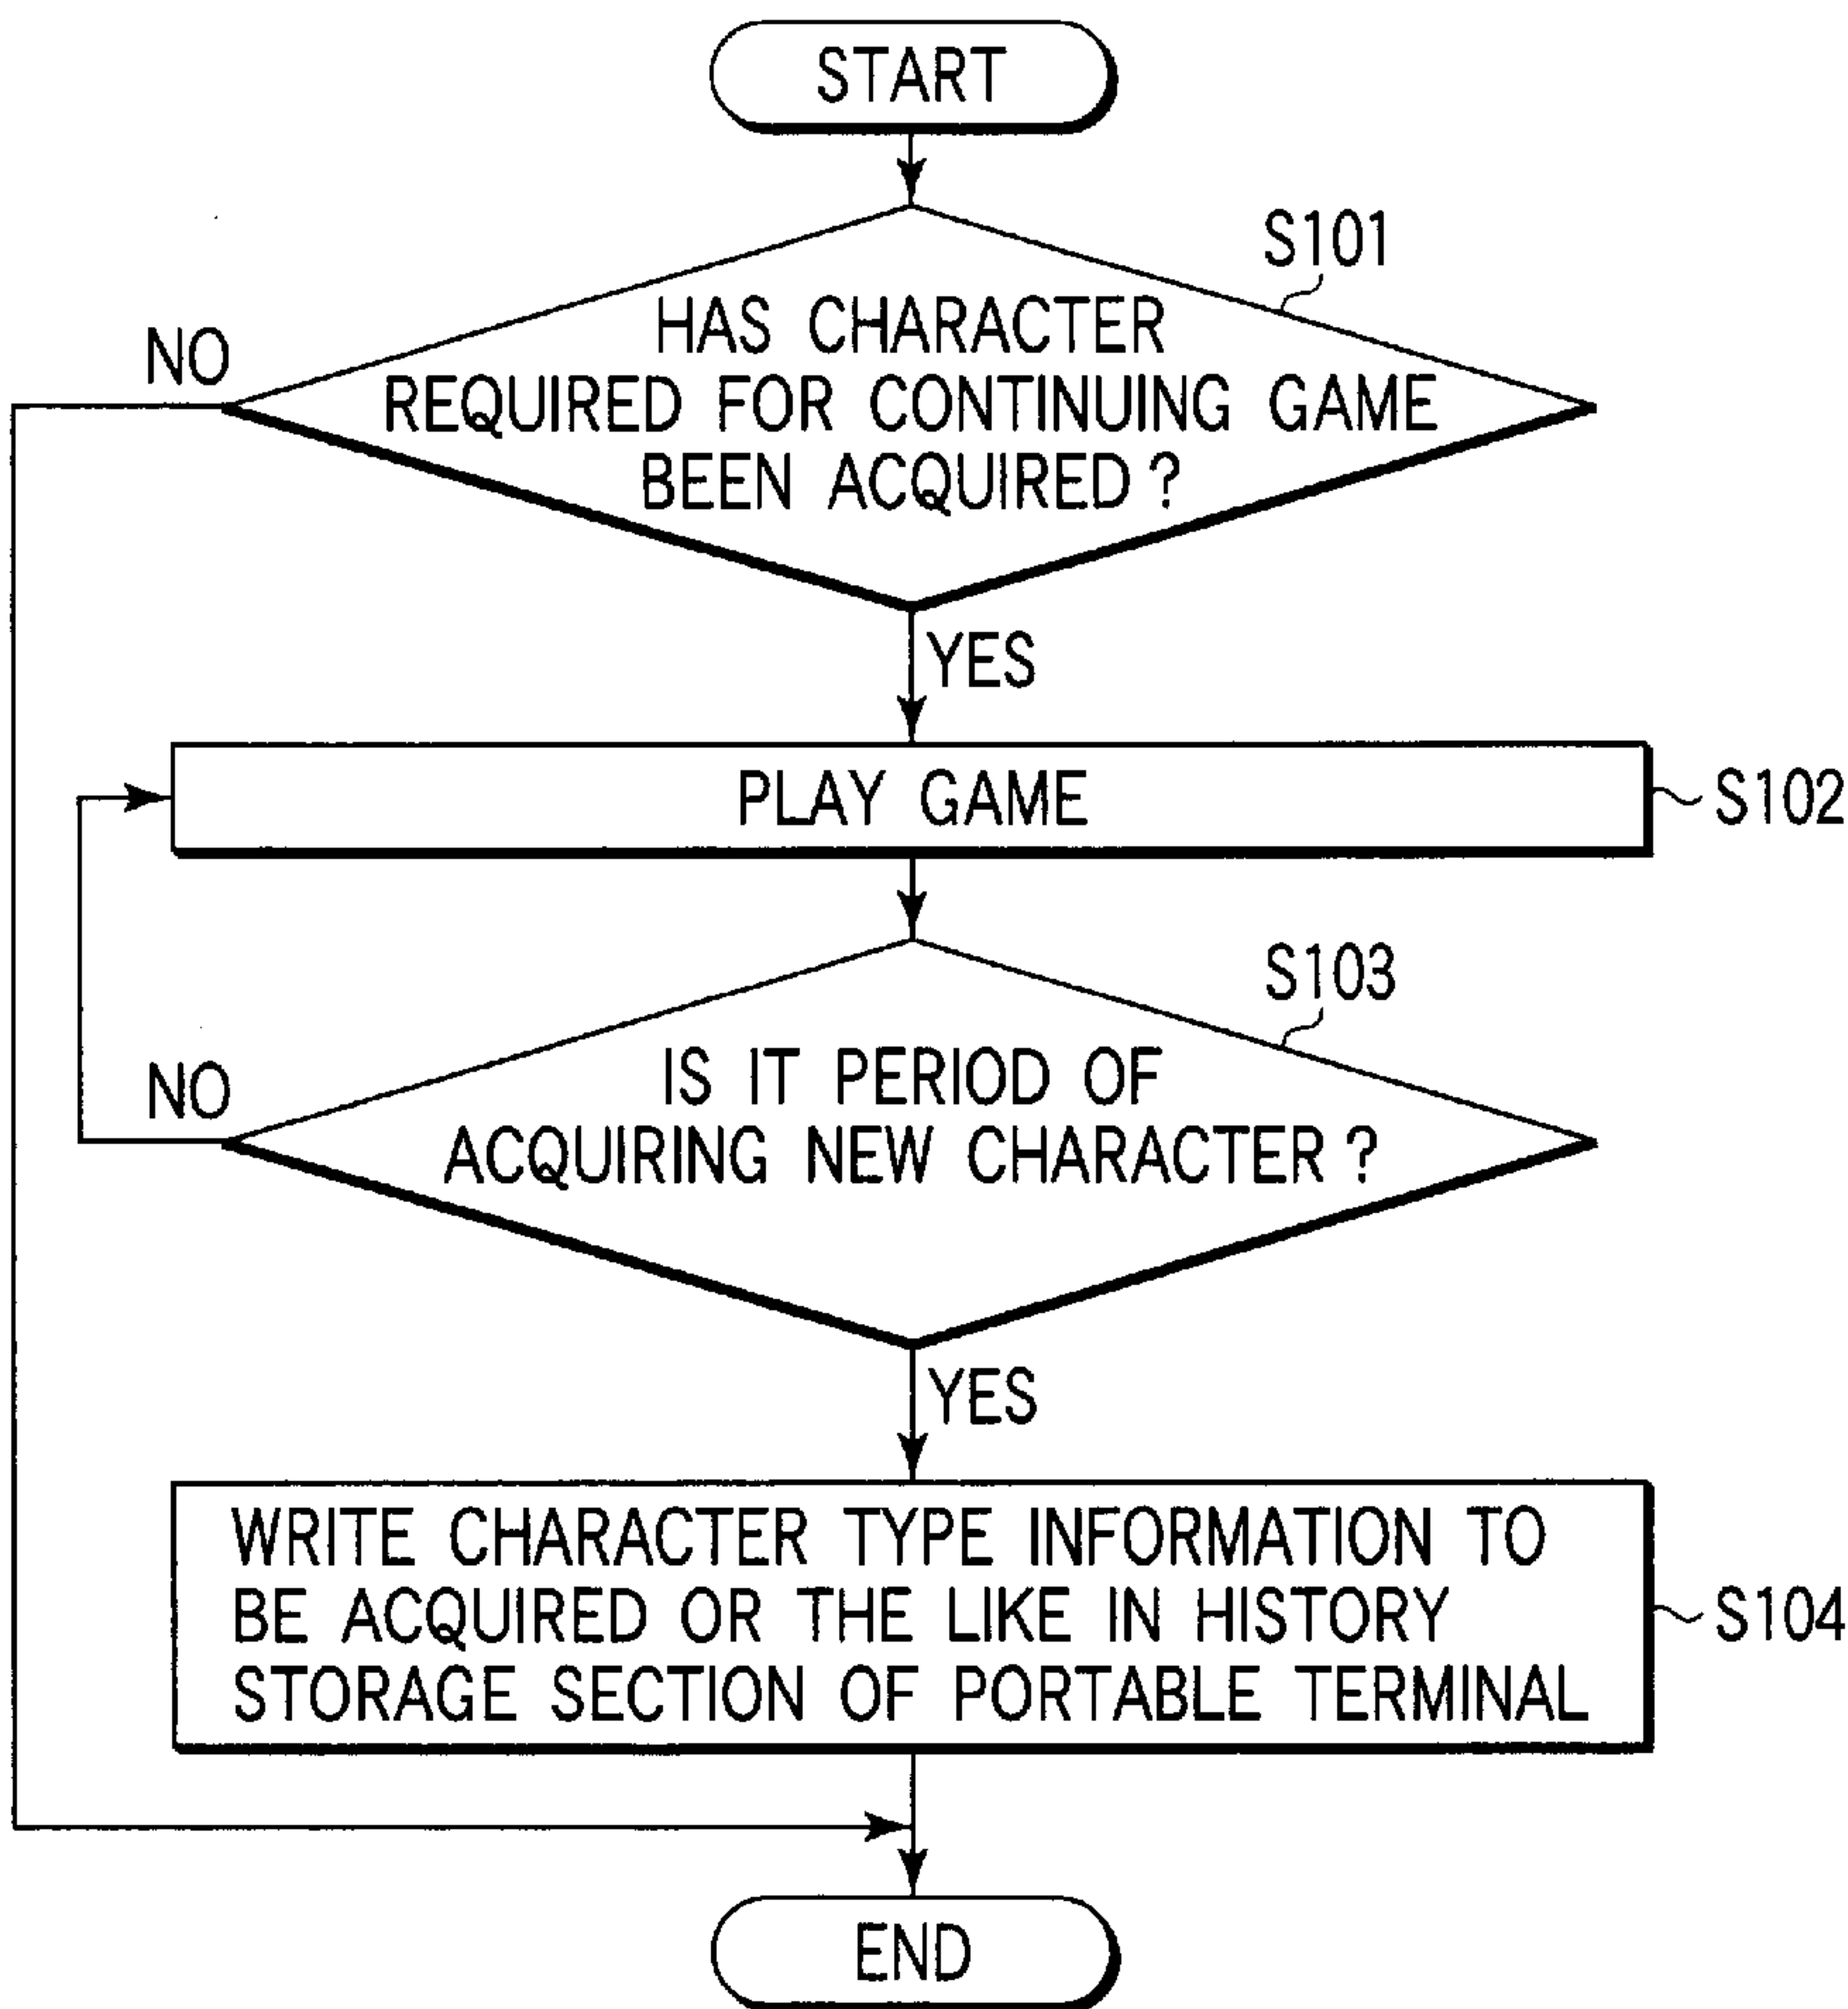 START
S101
HAS CHARACTER
NO
REQUIRED FOR CONTINUING GAME
BEEN ACQUIRED ?
YES
PLAY GAME
S102
S103
IS IT PERIOD OF
NO
ACQUIRING NEW CHARACTER ?
YES
WRITE CHARACTER TYPE INFORMATION TO
BE ACQUIRED OR THE LIKE IN HISTORY
S104
STORAGE SECTION OF PORTABLE TERMINAL
END